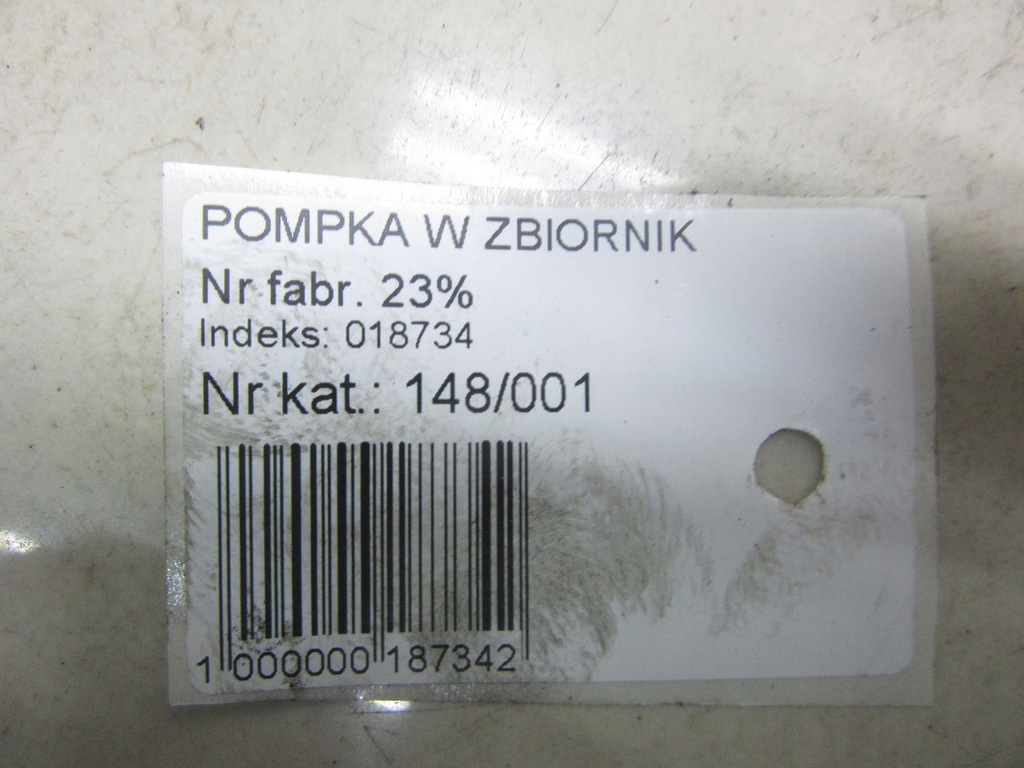 POMPKA W ZBIORNIK
Nr fabr. 23%
Indeks: 018734
Nr kat.: 148/001
1 000000 187342